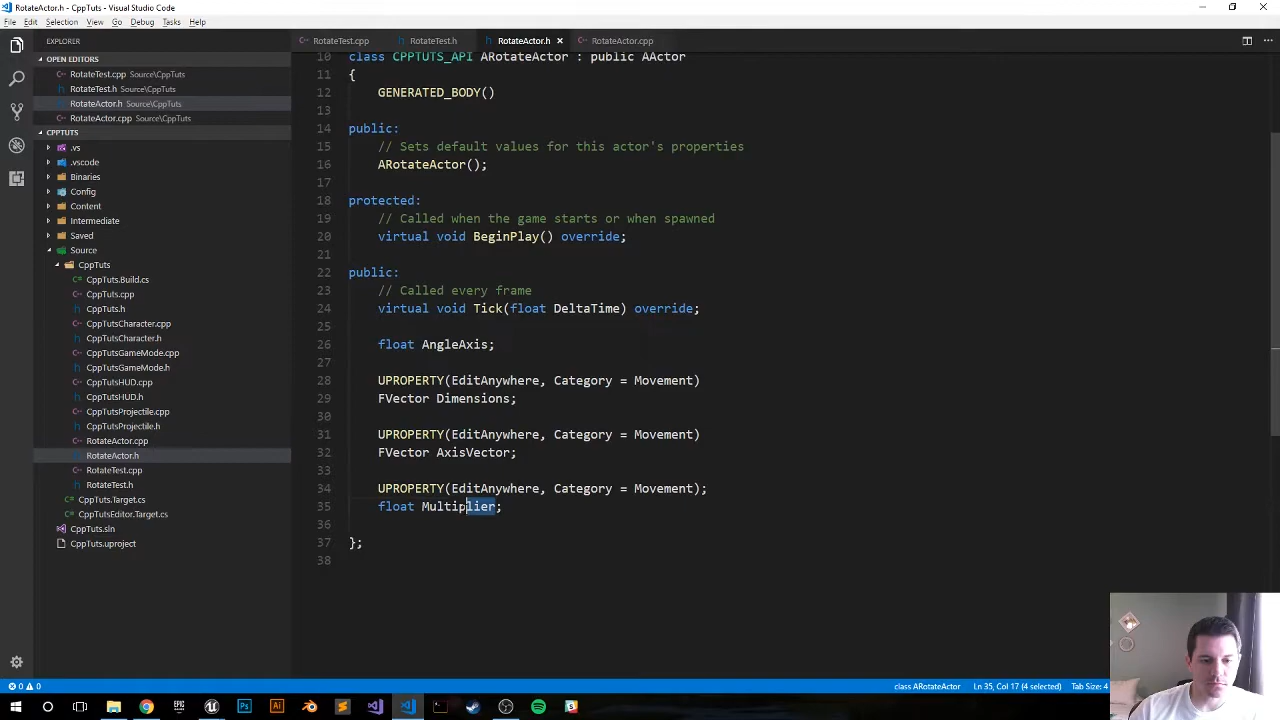 RotateActor.h - CppTuts - Visual Studio Code
File Edit Selection View Go Debug Tasks Help
EXPLORER
RotateTest.cpp RotateTest.h RotateActor.h RotateActor.cpp
OPEN EDITORS
RotateTest.cpp Source\CppTuts
RotateTest.h Source\CppTuts
RotateActor.h Source\CppTuts
RotateActor.cpp Source\CppTuts
CPPTUTS
.vs
.vscode
Binaries
Config
Content
Intermediate
Saved
Source
CppTuts
CppTuts.Build.cs
CppTuts.cpp
CppTuts.h
CppTutsCharacter.cpp
CppTutsCharacter.h
CppTutsGameMode.cpp
CppTutsGameMode.h
CppTutsHUD.cpp
CppTutsHUD.h
CppTutsProjectile.cpp
CppTutsProjectile.h
RotateActor.cpp
RotateActor.h
RotateTest.cpp
RotateTest.h
CppTuts.Target.cs
CppTutsEditor.Target.cs
CppTuts.sln
CppTuts.uproject
10 class CPPTUTS_API ARotateActor : public AActor
11 {
12 GENERATED_BODY()
13
14 public:
15 // Sets default values for this actor's properties
16 ARotateActor();
17
18 protected:
19 // Called when the game starts or when spawned
20 virtual void BeginPlay() override;
21
22 public:
23 // Called every frame
24 virtual void Tick(float DeltaTime) override;
25
26 float AngleAxis;
27
28 UPROPERTY(EditAnywhere, Category = Movement)
29 FVector Dimensions;
30
31 UPROPERTY(EditAnywhere, Category = Movement)
32 FVector AxisVector;
33
34 UPROPERTY(EditAnywhere, Category = Movement);
35 float Multiplier;
36
37 };
38
0 0 class ARotateActor Ln 35, Col 17 (4 selected) Tab Size: 4